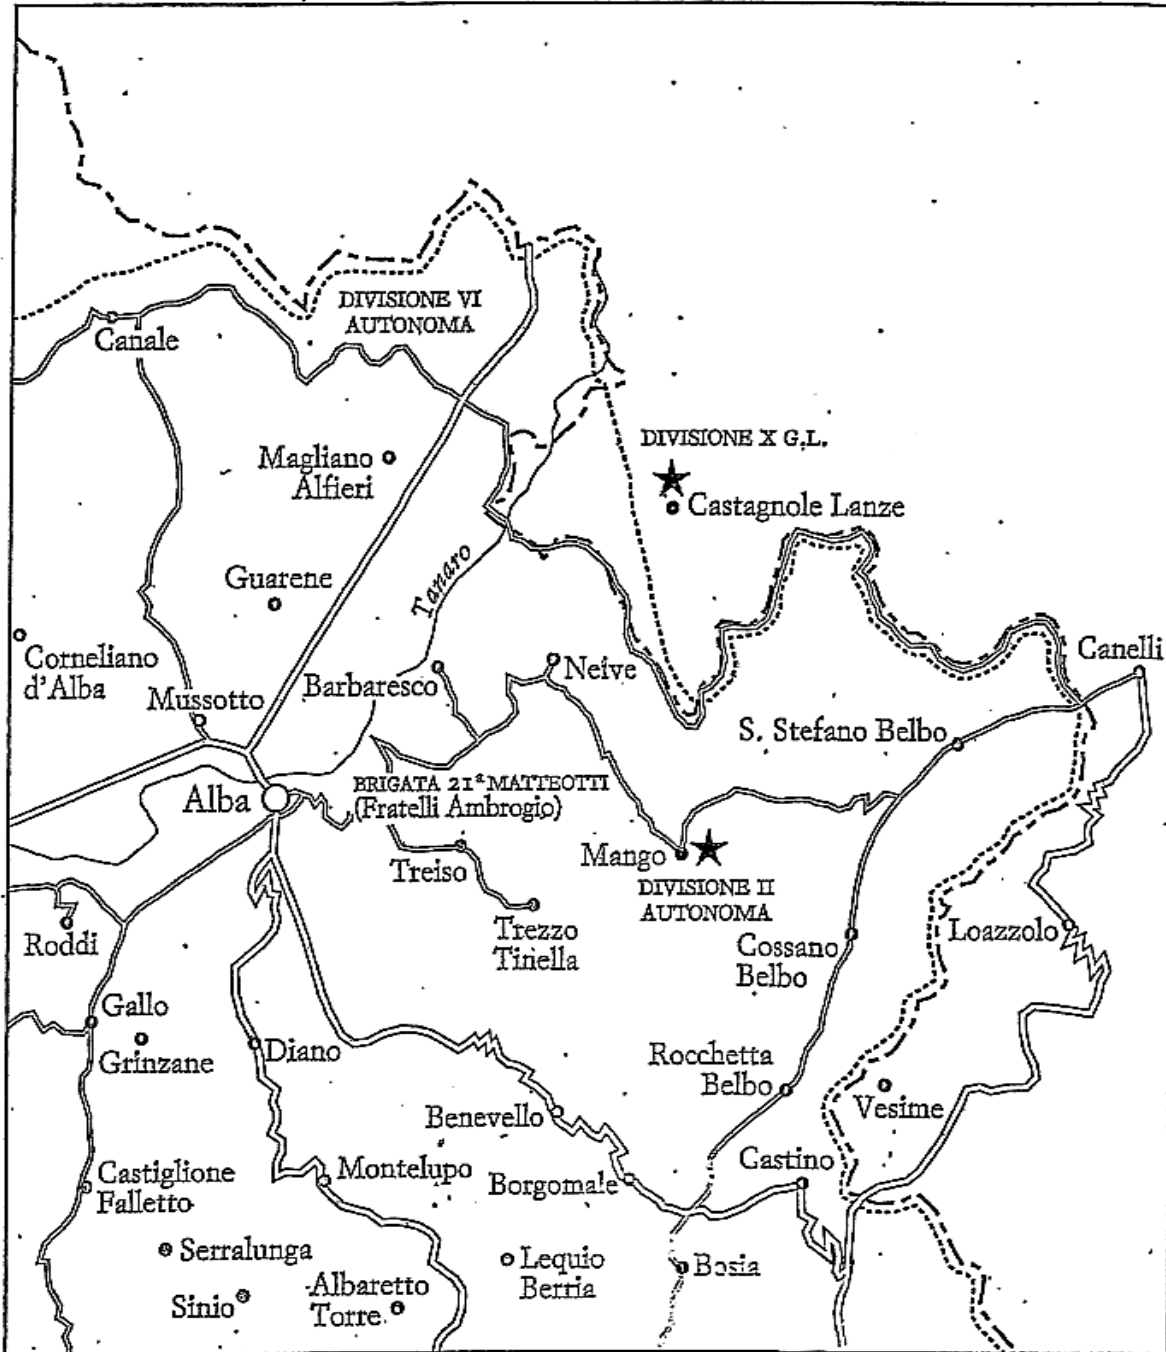 DIVISIONE VI
AUTONOMA
Canale
DIVISIONE X G.L.
Magliano
Alfieri
Castagnole Lanze
Tanaro
Guarene
Corneliano
d'Alba
Mussotto
Barbaresco
Neive
Canelli
S. Stefano Belbo
BRIGATA 21ª MATTEOTTI
(Fratelli Ambrogio)
Alba
Treiso
Mango
DIVISIONE II
AUTONOMA
Trezzo
Tinella
Roddi
Cossano
Belbo
Loazzolo
Gallo
Grinzane
Diano
Rocchetta
Belbo
Vesime
Benevello
Castiglione
Falletto
Montelupo
Borgomale
Castino
Serralunga
Lequio
Berria
Bosia
Sinio
Albaretto
Torre